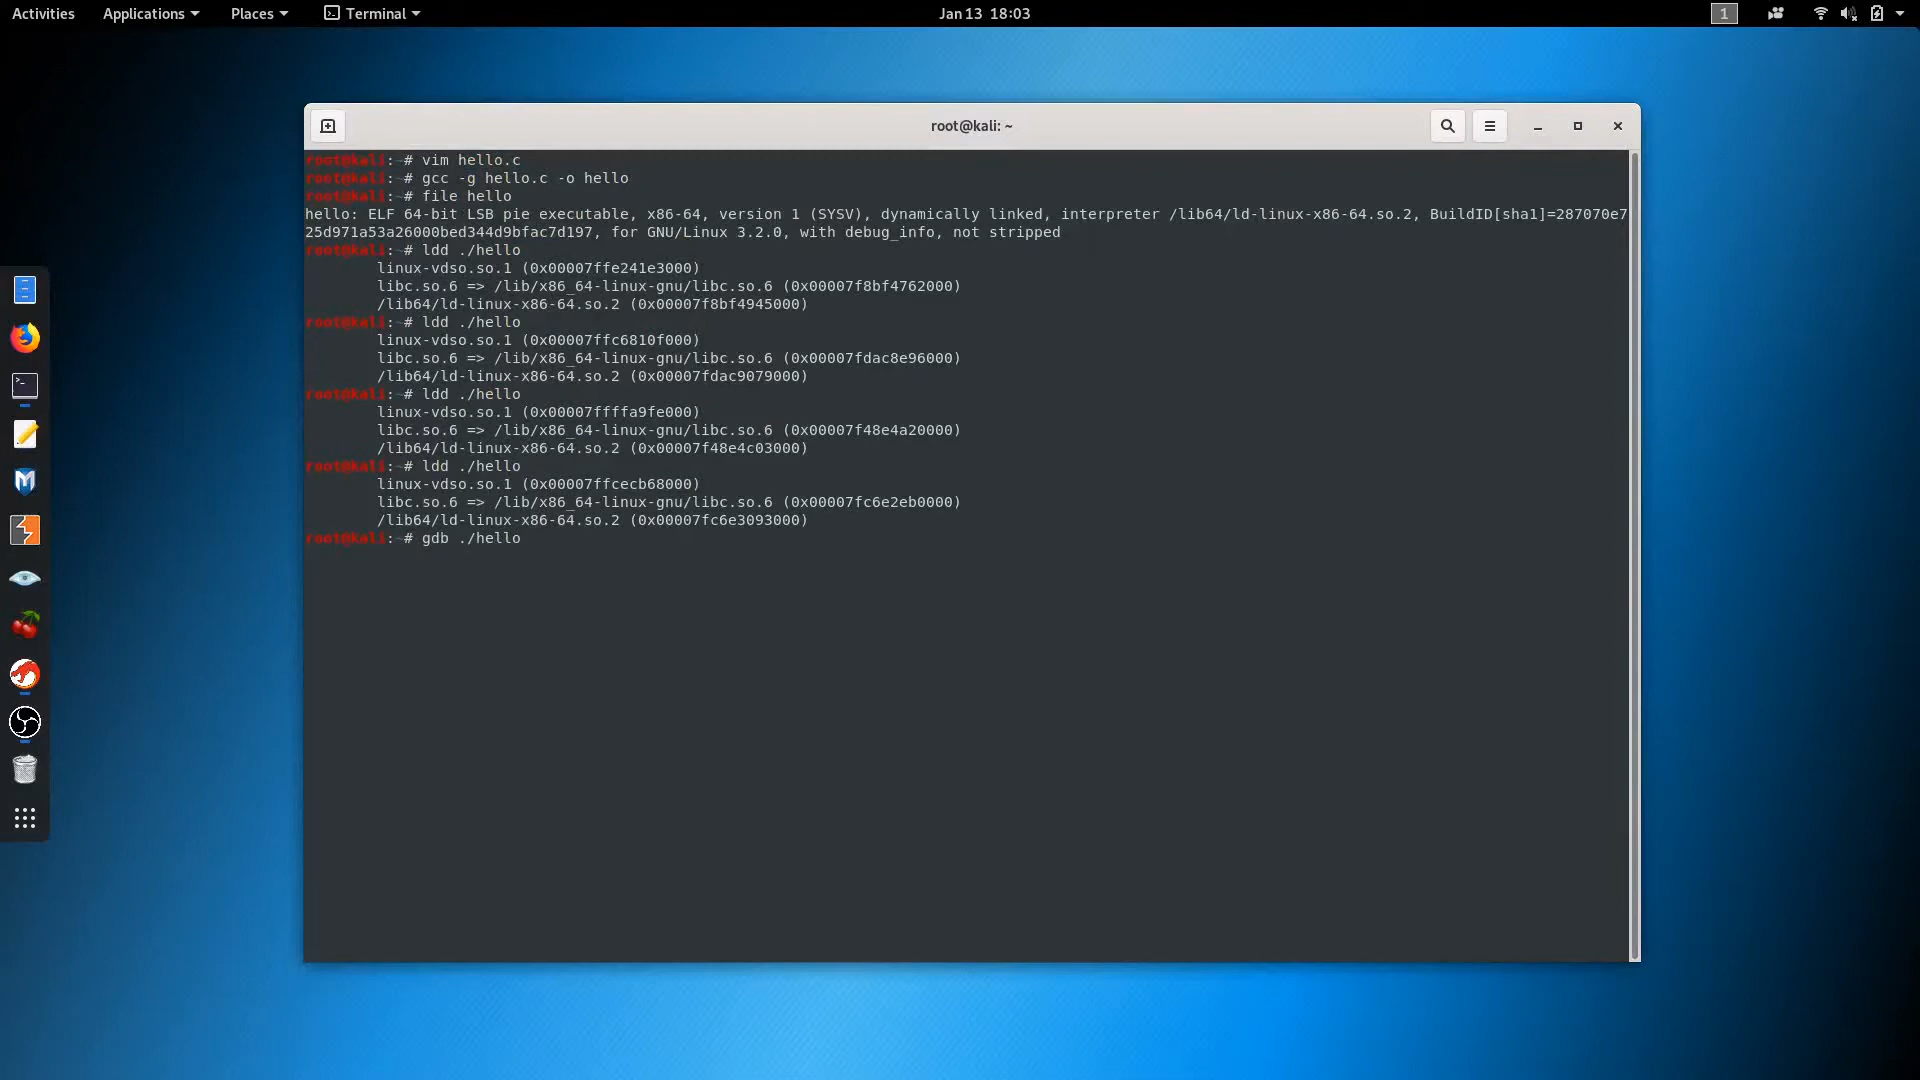 Activities Applications Places Terminal Jan 13 18:03 1
root@kali: ~
root@kali:~# vim hello.c
root@kali:~# gcc -g hello.c -o hello
root@kali:~# file hello
hello: ELF 64-bit LSB pie executable, x86-64, version 1 (SYSV), dynamically linked, interpreter /lib64/ld-linux-x86-64.so.2, BuildID[sha1]=287070e7
25d971a53a26000bed344d9bfac7d197, for GNU/Linux 3.2.0, with debug_info, not stripped
root@kali:~# ldd ./hello
linux-vdso.so.1 (0x00007ffe241e3000)
libc.so.6 => /lib/x86_64-linux-gnu/libc.so.6 (0x00007f8bf4762000)
/lib64/ld-linux-x86-64.so.2 (0x00007f8bf4945000)
root@kali:~# ldd ./hello
linux-vdso.so.1 (0x00007ffc6810f000)
libc.so.6 => /lib/x86_64-linux-gnu/libc.so.6 (0x00007fdac8e96000)
/lib64/ld-linux-x86-64.so.2 (0x00007fdac9079000)
root@kali:~# ldd ./hello
linux-vdso.so.1 (0x00007ffffa9fe000)
libc.so.6 => /lib/x86_64-linux-gnu/libc.so.6 (0x00007f48e4a20000)
/lib64/ld-linux-x86-64.so.2 (0x00007f48e4c03000)
root@kali:~# ldd ./hello
linux-vdso.so.1 (0x00007ffcecb68000)
libc.so.6 => /lib/x86_64-linux-gnu/libc.so.6 (0x00007fc6e2eb0000)
/lib64/ld-linux-x86-64.so.2 (0x00007fc6e3093000)
root@kali:~# gdb ./hello